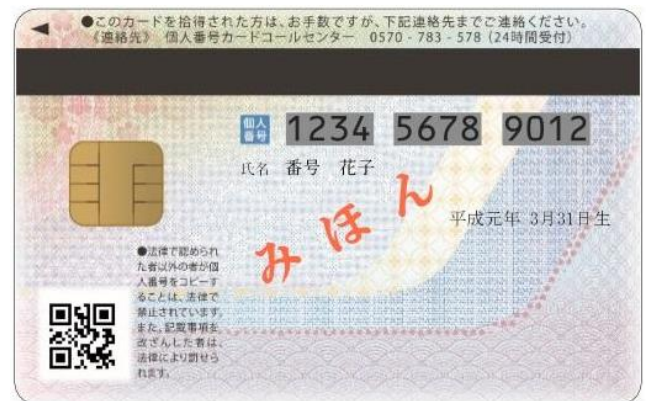 ●このカードを拾得された方は、お手数ですが、下記連絡先までご連絡ください。
《連絡先》 個人番号カードコールセンター 0570 - 783 - 578 (24時間受付)
個人番号 1234 5678 9012
氏名 番号 花子
みほん
平成元年 3月31日生
●法律で認められ
た者以外の者が個
人番号をコピーす
ることは、法律で
禁止されています。
また、記載事項を
改ざんした者は、
法律により罰せら
れます。